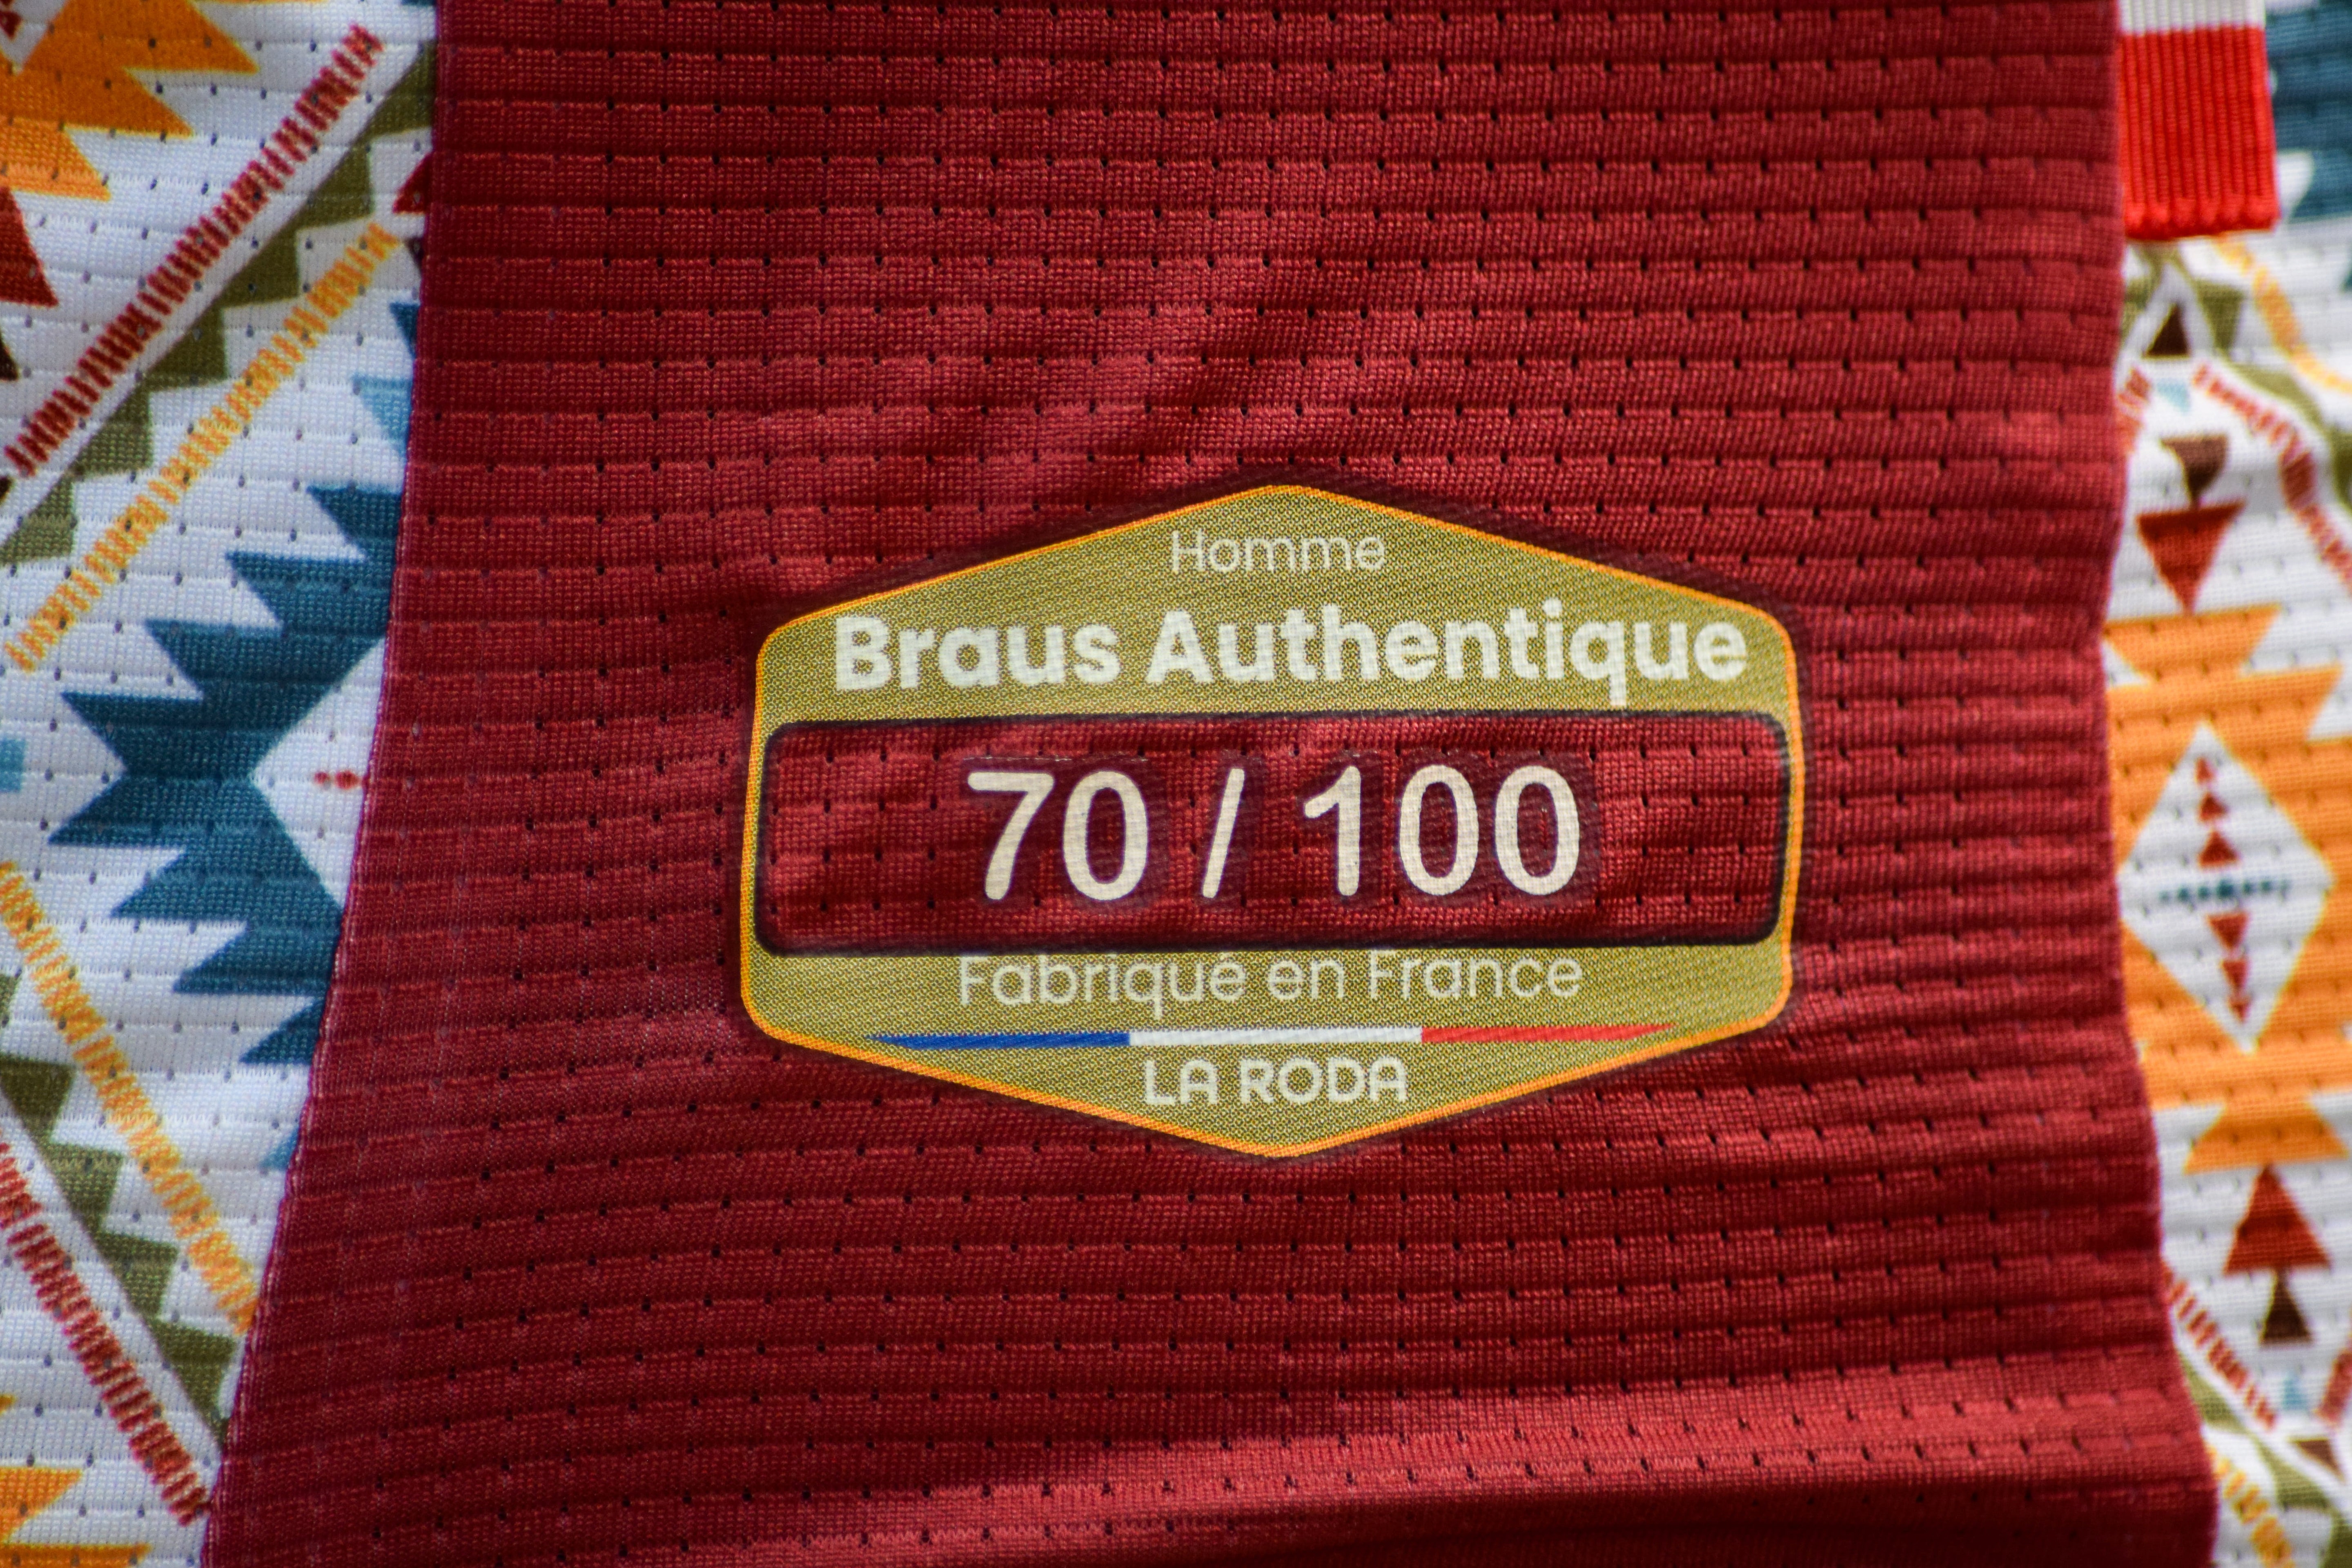 Homme
Braus Authentique
70 / 100
Fabriqué en France
LA RODA